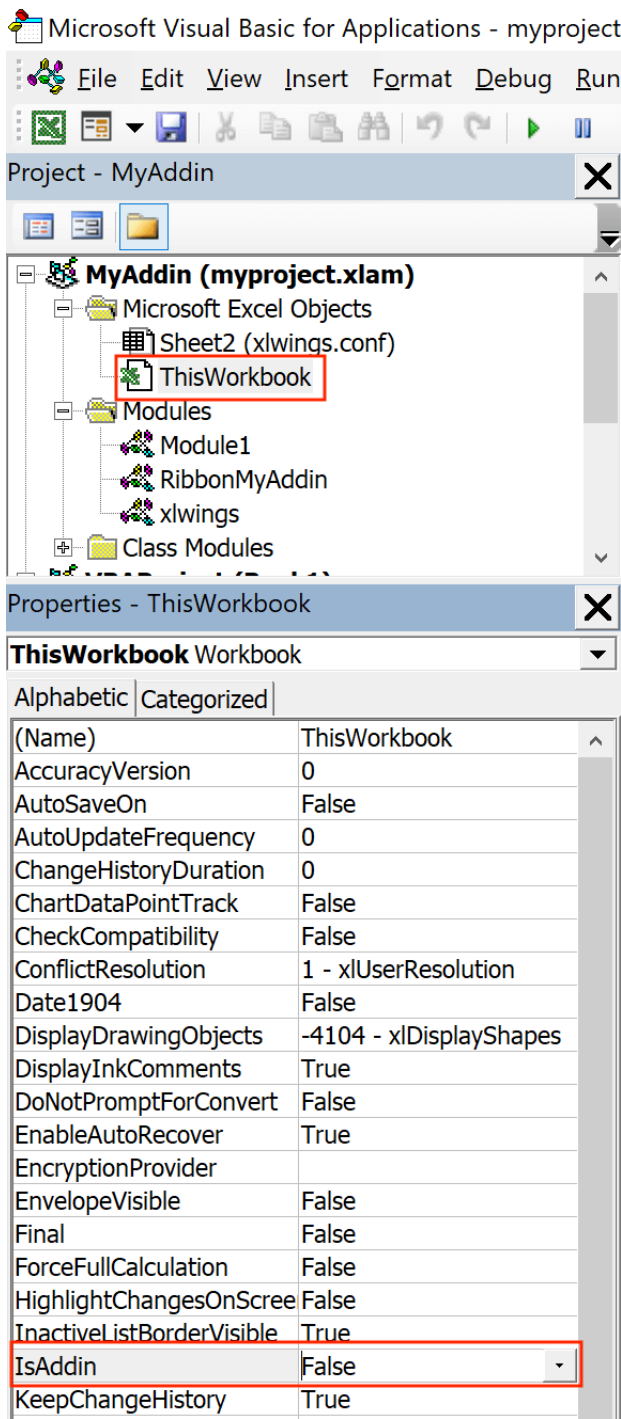 Microsoft Visual Basic for Applications - myproject
File Edit View Insert Format Debug Run
Project - MyAddin
MyAddin (myproject.xlam)
Microsoft Excel Objects
Sheet2 (xlwings.conf)
ThisWorkbook
Modules
Module1
RibbonMyAddin
xlwings
Class Modules
Properties - ThisWorkbook
ThisWorkbook Workbook
Alphabetic Categorized
(Name) ThisWorkbook
AccuracyVersion 0
AutoSaveOn False
AutoUpdateFrequency 0
ChangeHistoryDuration 0
ChartDataPointTrack False
CheckCompatibility False
ConflictResolution 1 - xlUserResolution
Date1904 False
DisplayDrawingObjects -4104 - xlDisplayShapes
DisplayInkComments True
DoNotPromptForConvert False
EnableAutoRecover True
EncryptionProvider
EnvelopeVisible False
Final False
ForceFullCalculation False
HighlightChangesOnScree False
InactiveListBorderVisible True
IsAddin False
KeepChangeHistory True